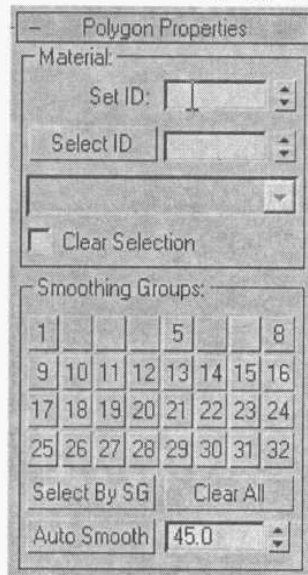 - Polygon Properties
Material:
Set ID:
Select ID
Clear Selection
Smoothing Groups:
1 5 8
9 10 11 12 13 14 15 16
17 18 19 20 21 22 23 24
25 26 27 28 29 30 31 32
Select By SG Clear All
Auto Smooth 45.0